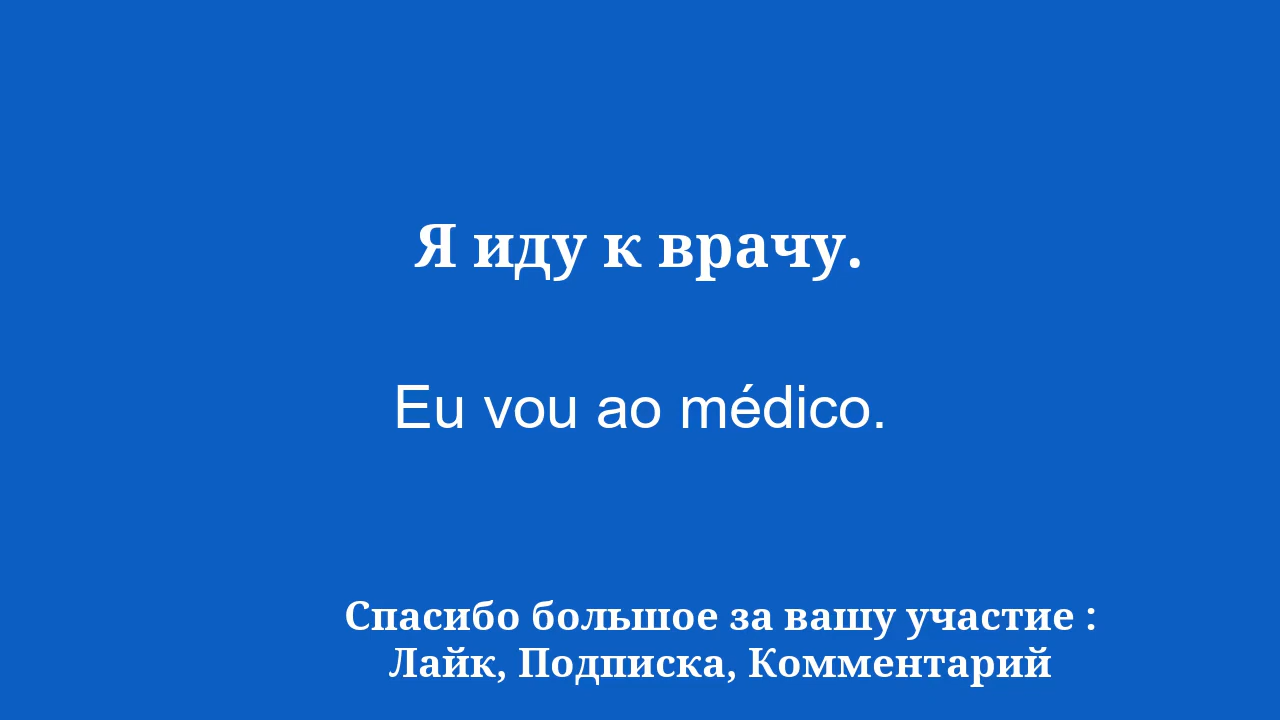 Я иду к врачу.
Eu vou ao médico.
Спасибо большое за вашу участие :
Лайк, Подписка, Комментарий